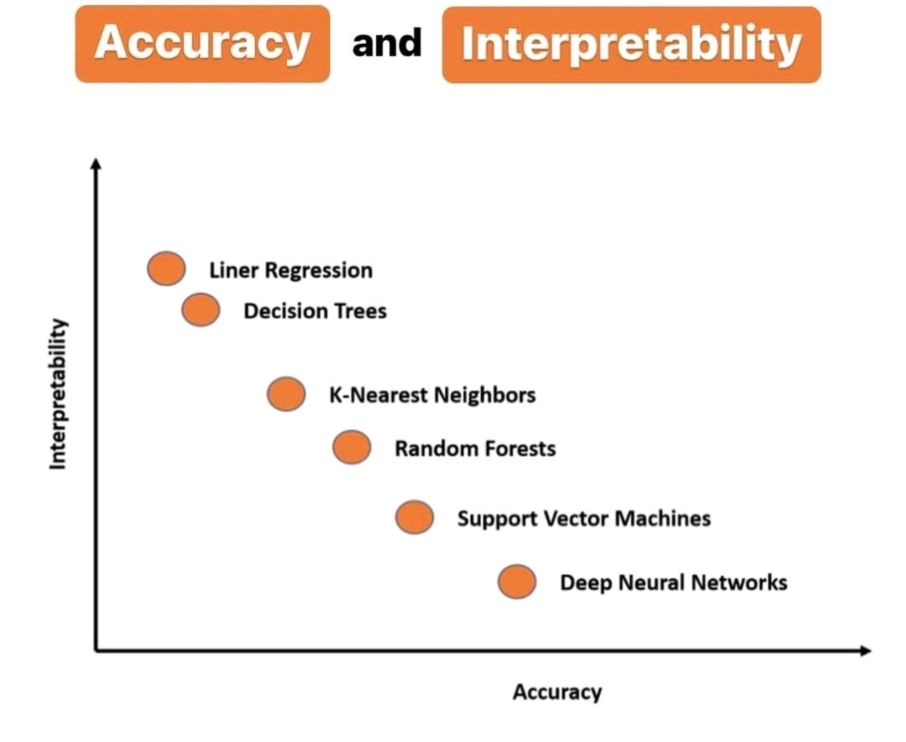 Accuracy and Interpretability
Liner Regression
Decision Trees
K-Nearest Neighbors
Interpretability
Random Forests
Support Vector Machines
Deep Neural Networks
Accuracy